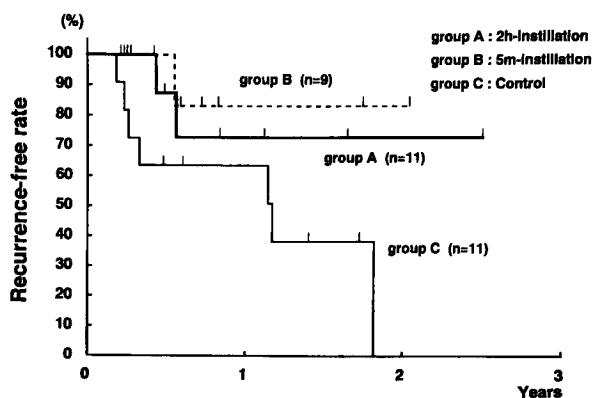 (%)
group A : 2h-instillation
group B : 5m-instillation
group C : Control
100
90
80
70
60
50
40
30
20
10
0
Recurrence-free rate
group B (n=9)
group A (n=11)
group C (n=11)
0
1
2
3
Years